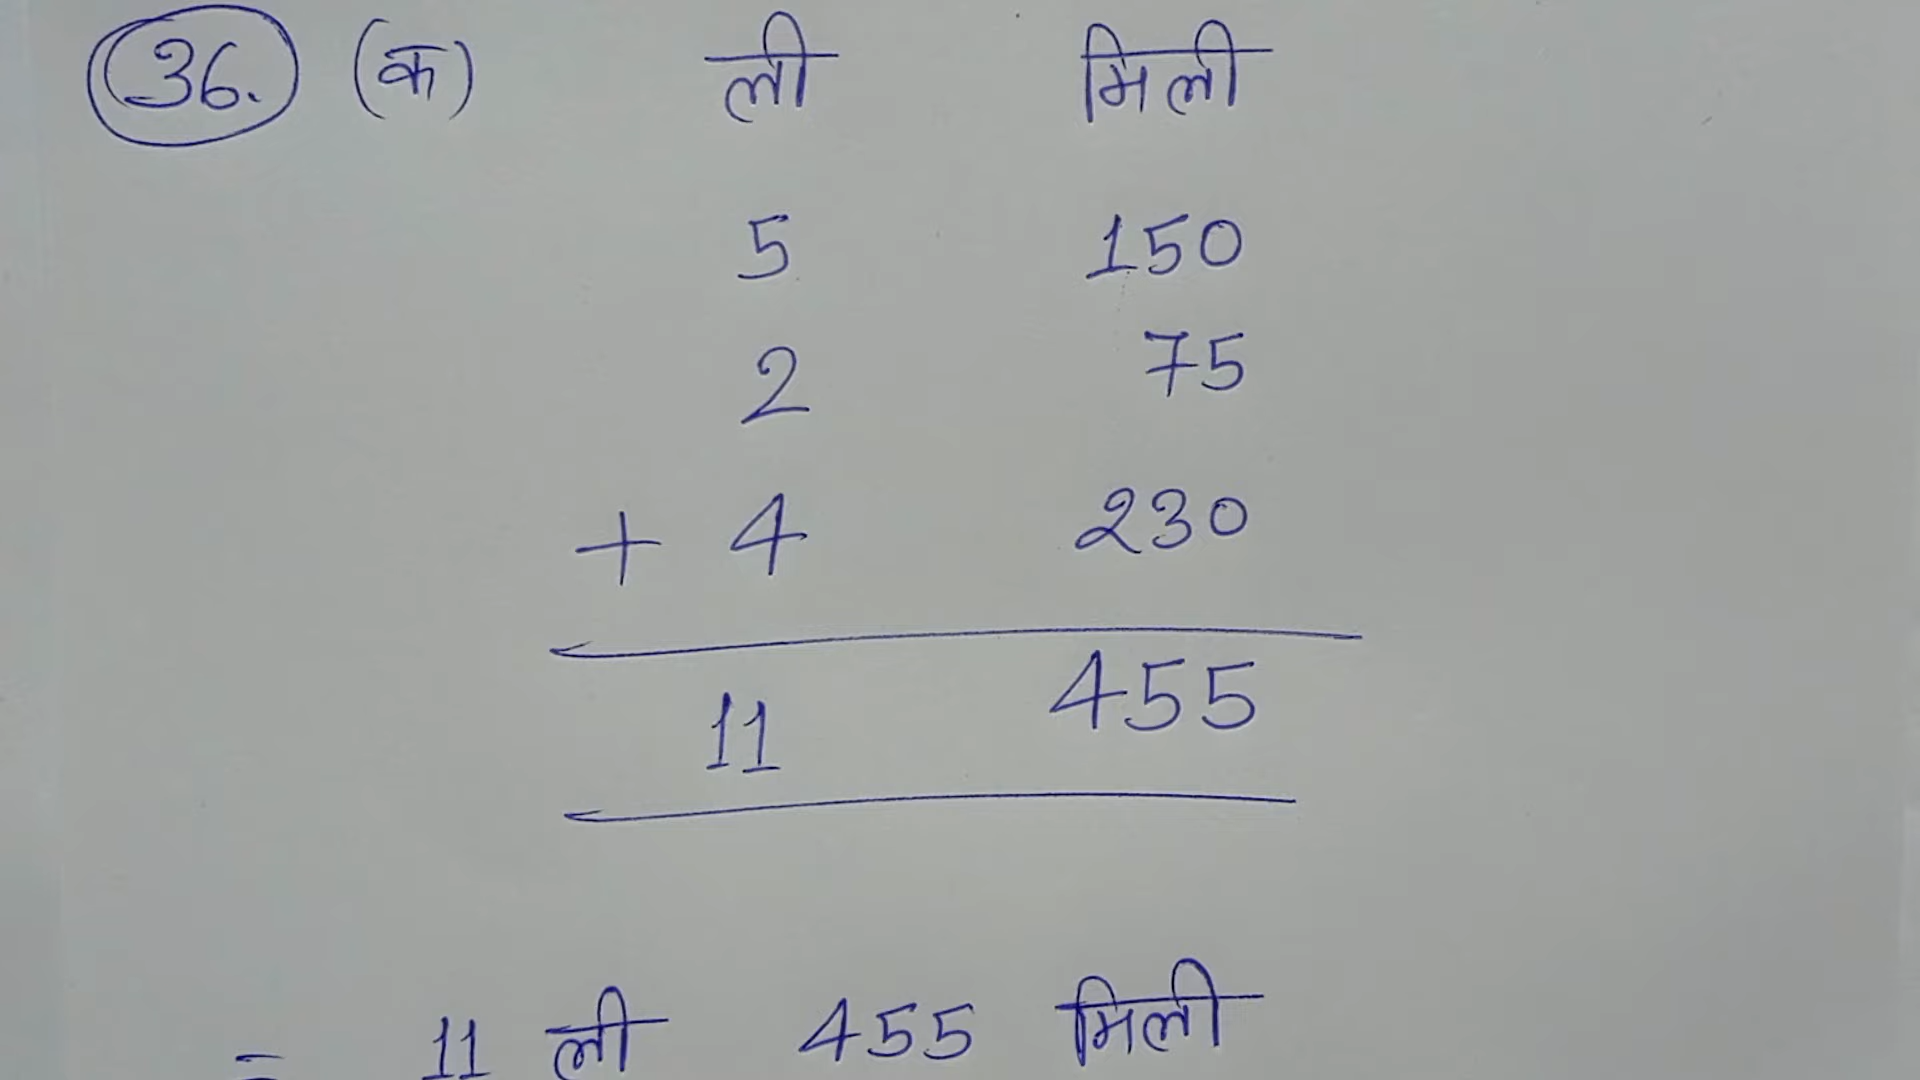 36. (क) ली मिली
5 150
2 75
+ 4 230
11 455
= 11 ली 455 मिली